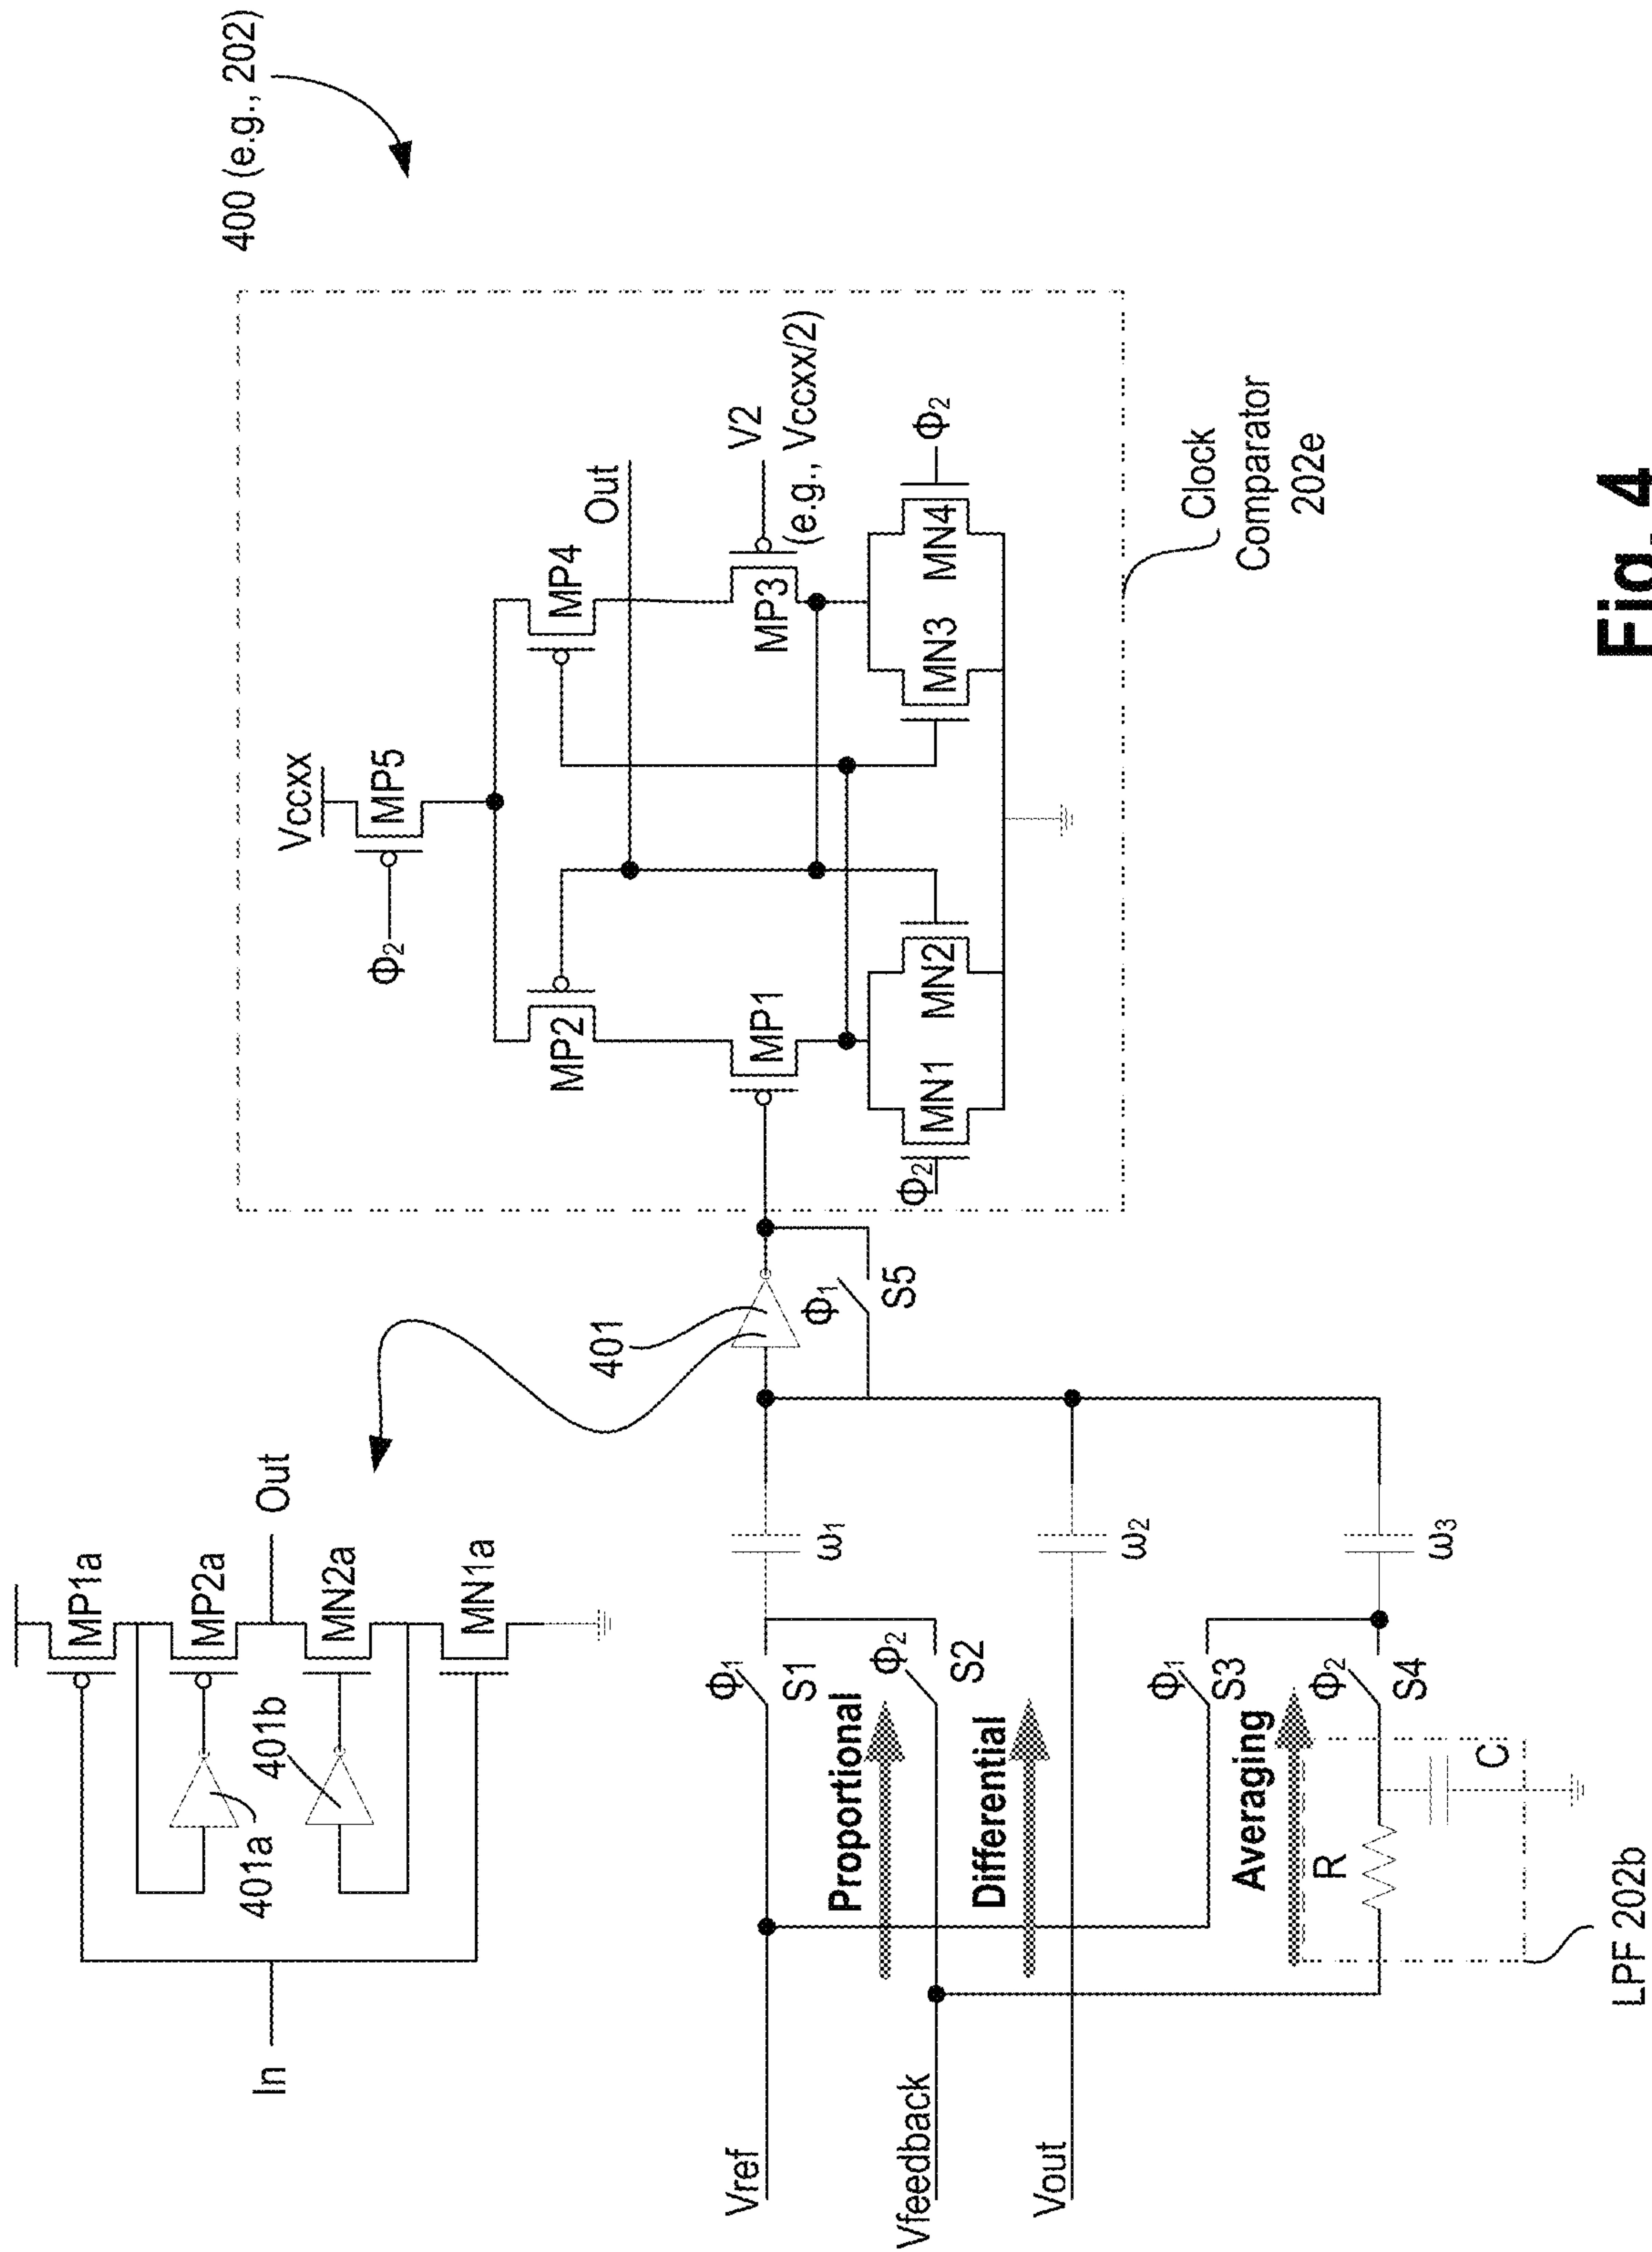 400 (e.g., 202)
In
401a
401b
MP1a
MP2a
MN2a
MN1a
Out
Vccxx
Φ2
MP5
MP2
MP4
Out
MP1
MP3
V2
(e.g., Vccxx/2)
Φ2
MN1
MN2
MN3
MN4
Φ2
Clock
Comparator
202e
401
Φ1
S5
Vref
Vfeedback
Vout
Φ1
S1
Φ2
S2
Proportional
Differential
Averaging
Φ1
S3
Φ2
S4
R
C
LPF 202b
ω1
ω2
ω3
Fig. 4